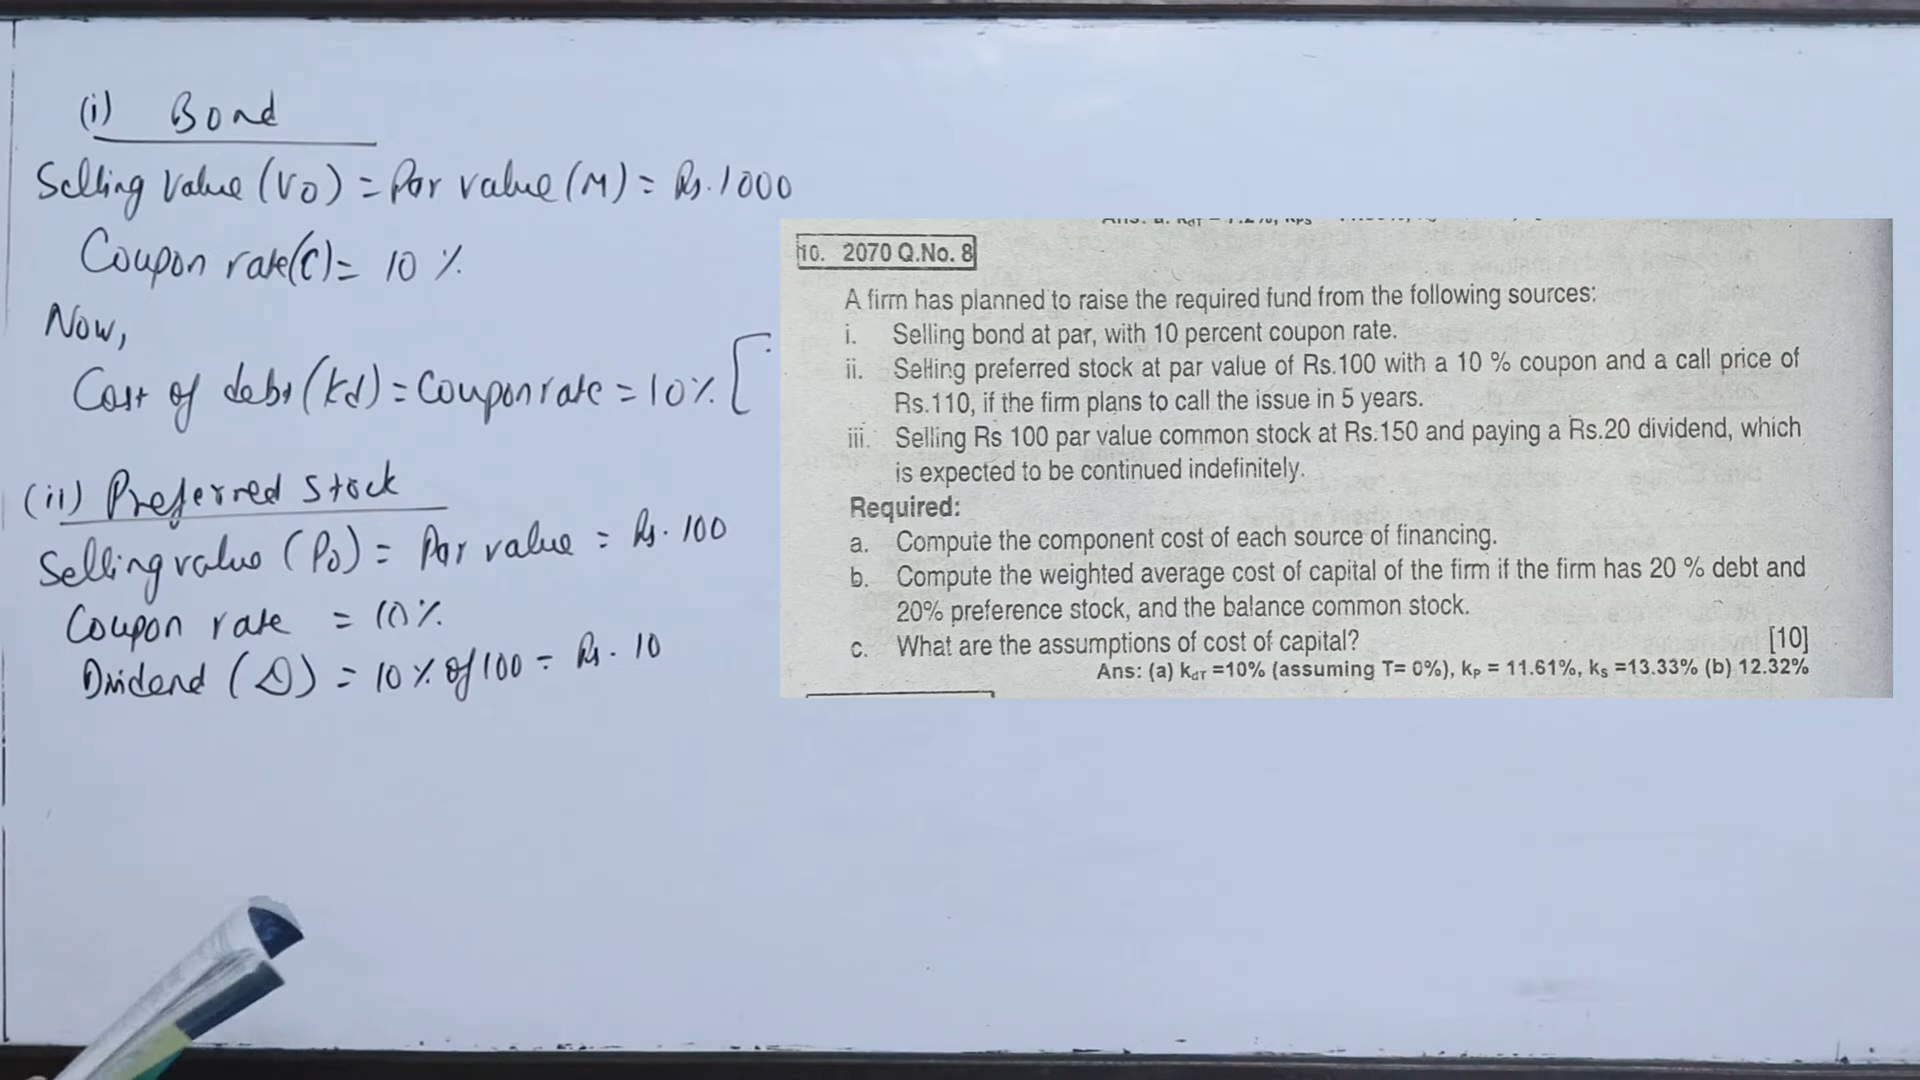 (i) Bond
Selling Value (V0) = Par value (M) = Rs. 1000
Coupon rate(C) = 10 %
Now,
Cost of debt (kd) = Coupon rate = 10% [
(ii) Preferred stock
Selling value (P0) = Par value = Rs. 100
Coupon rate = 10%
Dividend (D) = 10% of 100 = Rs. 10
10. 2070 Q.No. 8
A firm has planned to raise the required fund from the following sources:
i. Selling bond at par, with 10 percent coupon rate.
ii. Selling preferred stock at par value of Rs.100 with a 10 % coupon and a call price of
Rs.110, if the firm plans to call the issue in 5 years.
iii. Selling Rs 100 par value common stock at Rs.150 and paying a Rs.20 dividend, which
is expected to be continued indefinitely.
Required:
a. Compute the component cost of each source of financing.
b. Compute the weighted average cost of capital of the firm if the firm has 20 % debt and
20% preference stock, and the balance common stock.
c. What are the assumptions of cost of capital? [10]
Ans: (a) kdT =10% (assuming T= 0%), kP = 11.61%, ks =13.33% (b) 12.32%